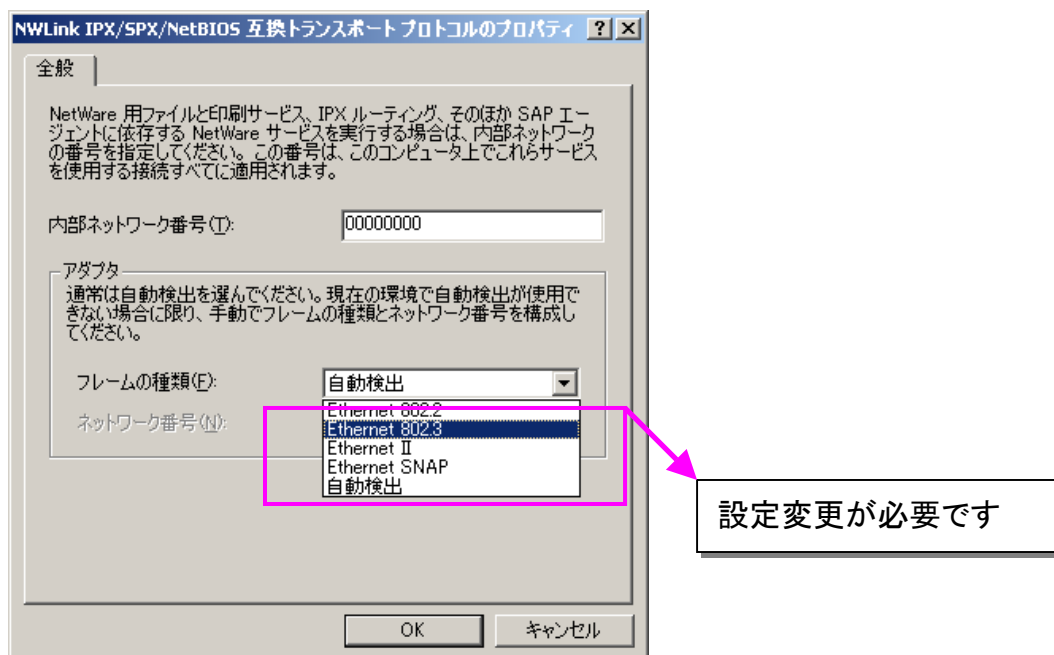 NWLink IPX/SPX/NetBIOS 互換トランスポート プロトコルのプロパティ
全般
NetWare 用ファイルと印刷サービス、IPX ルーティング、そのほか SAP エー
ジェントに依存する NetWare サービスを実行する場合は、内部ネットワーク
の番号を指定してください。この番号は、このコンピュータ上でこれらサービス
を使用する接続すべてに適用されます。
内部ネットワーク番号(T):
00000000
アダプタ
通常は自動検出を選んでください。現在の環境で自動検出が使用で
きない場合に限り、手動でフレームの種類とネットワーク番号を構成し
てください。
フレームの種類(F):
自動検出
ネットワーク番号(N):
Ethernet 802.2
Ethernet 802.3
Ethernet II
Ethernet SNAP
自動検出
設定変更が必要です
OK
キャンセル